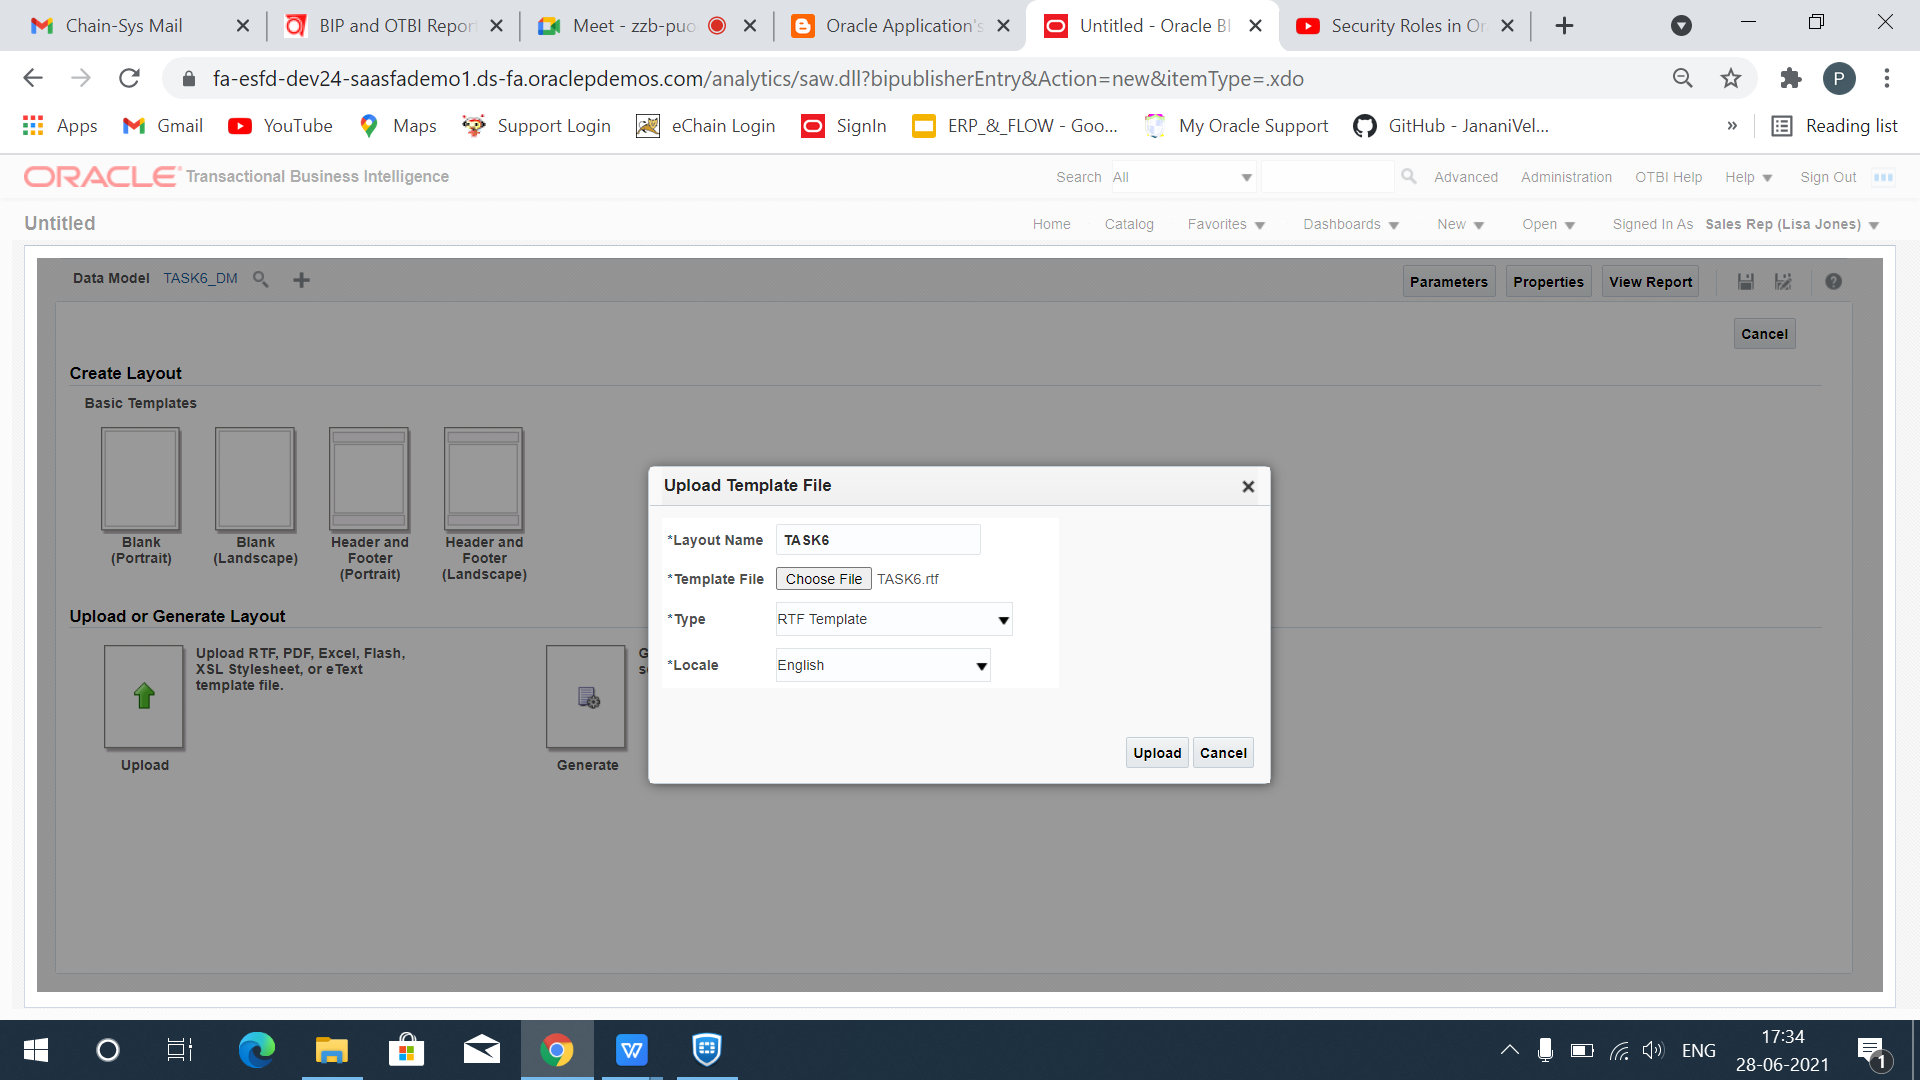 Chain-Sys Mail
BIP and OTBI Repor
Meet - zzb-puo
Oracle Application's
Untitled - Oracle BI
Security Roles in Or
fa-esfd-dev24-saasfademo1.ds-fa.oraclepdemos.com/analytics/saw.dll?bipublisherEntry&Action=new&itemType=.xdo
P
Apps
Gmail
YouTube
Maps
Support Login
eChain Login
SignIn
ERP_&_FLOW - Goo...
My Oracle Support
GitHub - JananiVel...
»
Reading list
ORACLE Transactional Business Intelligence
Search All
Advanced
Administration
OTBI Help
Help
Sign Out
Untitled
Home
Catalog
Favorites
Dashboards
New
Open
Signed In As Sales Rep (Lisa Jones)
Data Model TASK6_DM
Parameters
Properties
View Report
Cancel
Create Layout
Basic Templates
Blank
(Portrait)
Blank
(Landscape)
Header and
Footer
(Portrait)
Header and
Footer
(Landscape)
Upload or Generate Layout
Upload RTF, PDF, Excel, Flash,
XSL Stylesheet, or eText
template file.
Upload
Generate
Upload Template File
*Layout Name TASK6
*Template File Choose File TASK6.rtf
*Type RTF Template
*Locale English
Upload
Cancel
ENG
17:34
28-06-2021
1